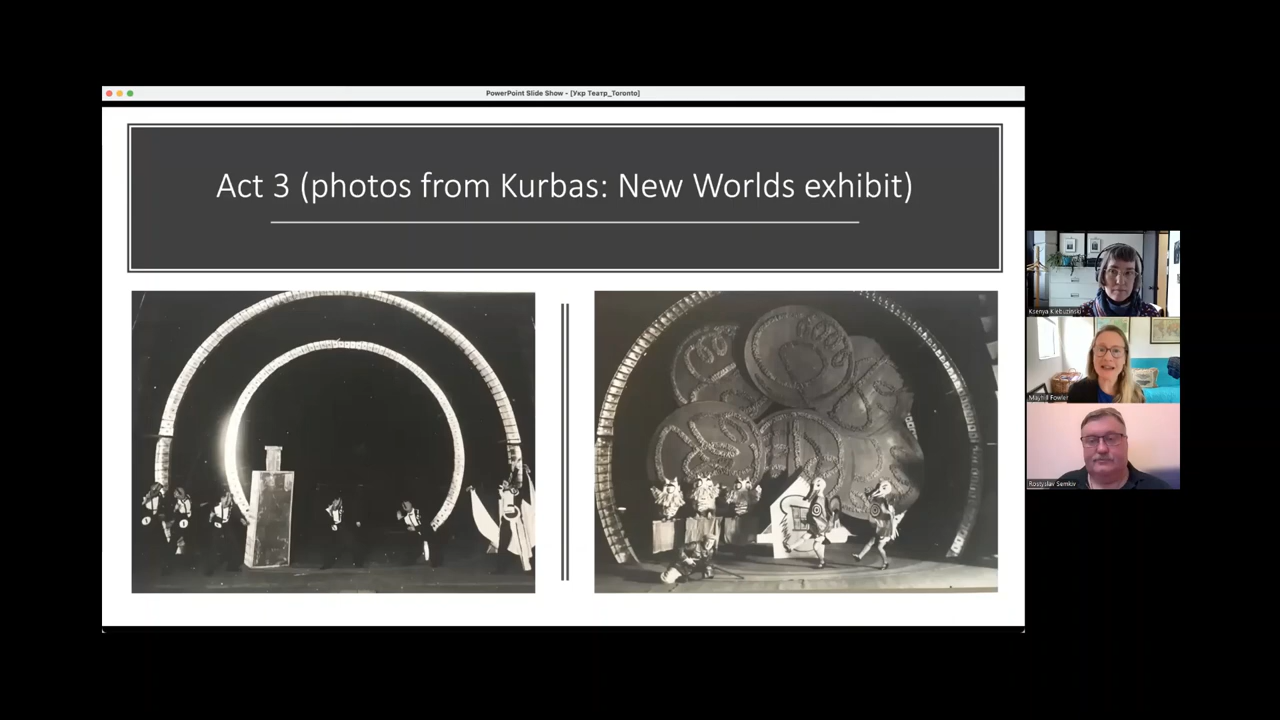 PowerPoint Slide Show - [Укр Театр_Toronto]
Act 3 (photos from Kurbas: New Worlds exhibit)
Ksenya Kiebuzinski
Mayhill Fowler
Rostyslav Semkiv